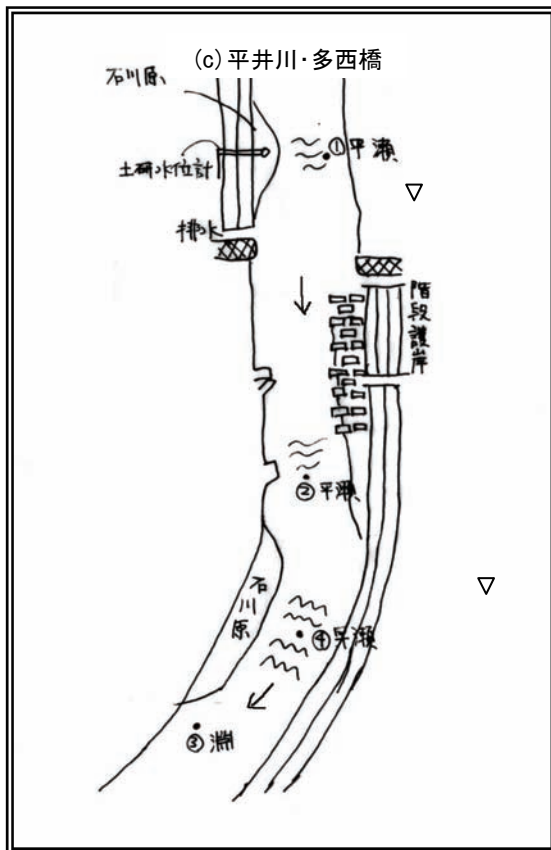 (c)平井川・多西橋
石川原
①平瀬
土研水位計
排水
階段護岸
②平瀬
石川原
④早瀬
③淵